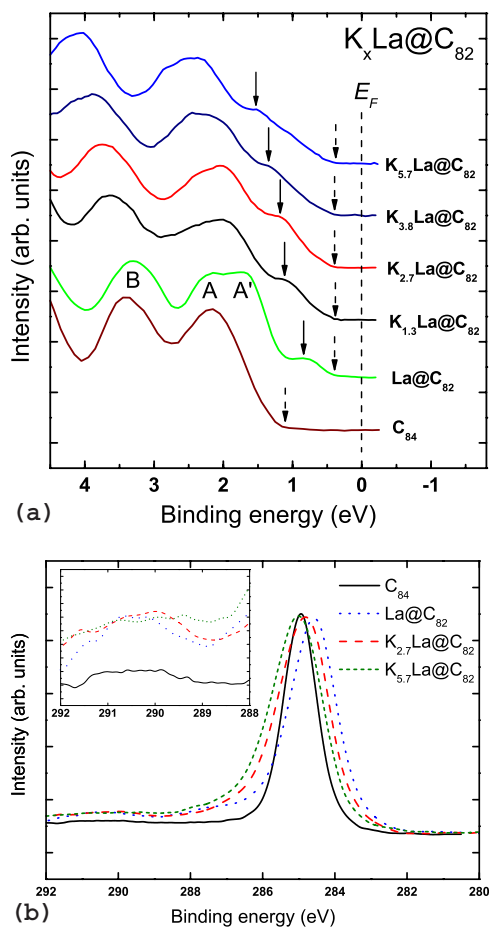 KₓLa@C₈₂
E_F
K₅.₇La@C₈₂
K₃.₈La@C₈₂
K₂.₇La@C₈₂
B A A'
K₁.₃La@C₈₂
La@C₈₂
C₈₄
Intensity (arb. units)
4 3 2 1 0 -1
(a) Binding energy (eV)
C₈₄
La@C₈₂
K₂.₇La@C₈₂
K₅.₇La@C₈₂
292 291 290 289 288
Intensity (arb. units)
292 290 288 286 284 282 280
(b) Binding energy (eV)